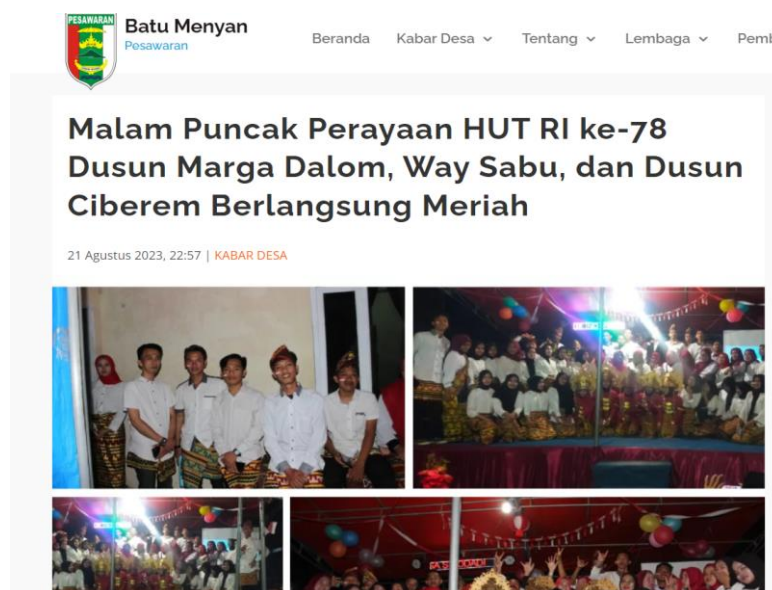 PESAWARAN
Batu Menyan
Pesawaran
Beranda Kabar Desa Tentang Lembaga Pemb
Malam Puncak Perayaan HUT RI ke-78
Dusun Marga Dalom, Way Sabu, dan Dusun
Ciberem Berlangsung Meriah
21 Agustus 2023, 22:57 | KABAR DESA